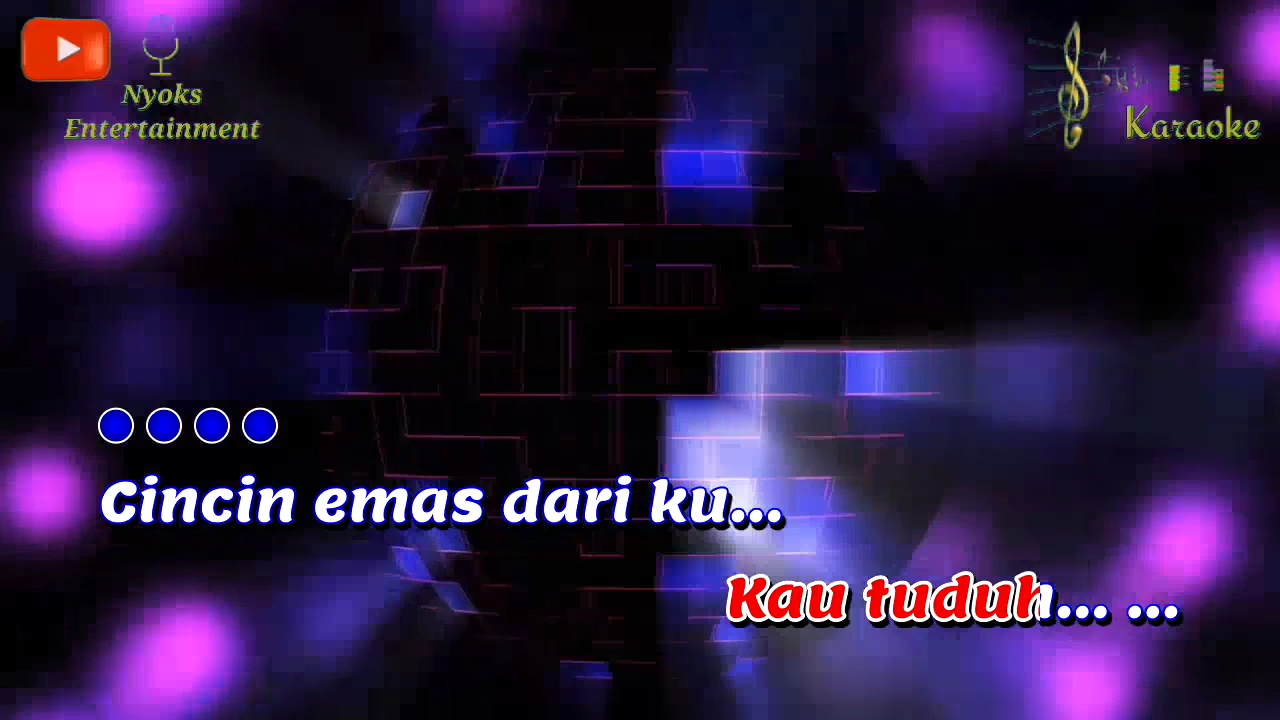 Nyoks
Entertainment
Karaoke
Cincin emas dari ku...
Kau tuduh... ...